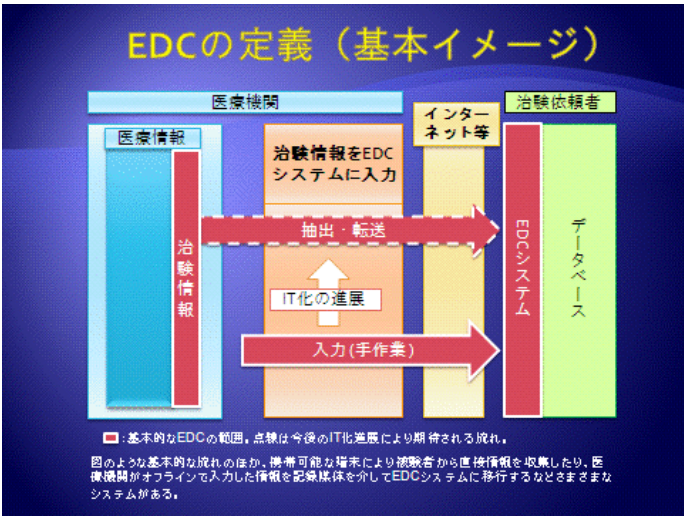 EDCの定義（基本イメージ）
医療機関
インター
ネット等
治験依頼者
医療情報
治験情報をEDC
システムに入力
治験情報
抽出・転送
IT化の進展
入力(手作業)
EDCシステム
データベース
:基本的なEDCの範囲。点線は今後のIT化進展により期待される流れ。
図のような基本的な流れのほか、携帯可能な端末により被験者から直接情報を収集したり、医
療機関がオフラインで入力した情報を記録媒体を介してEDCシステムに移行するなどさまざまな
システムがある。